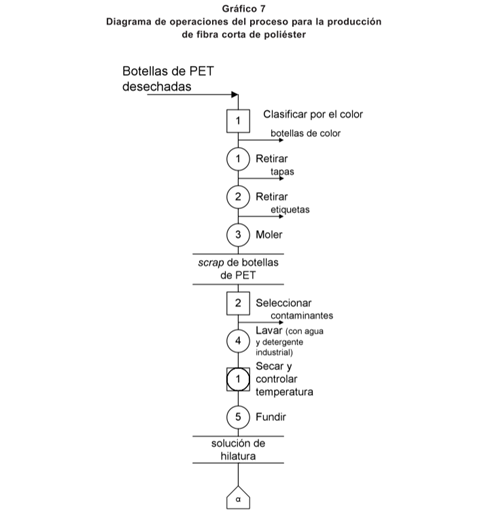 Gráfico 7
Diagrama de operaciones del proceso para la producción
de fibra corta de poliéster
Botellas de PET
desechadas
1
Clasificar por el color
botellas de color
1
Retirar
tapas
2
Retirar
etiquetas
3
Moler
scrap de botellas
de PET
2
Seleccionar
contaminantes
4
Lavar (con agua
y detergente
industrial)
1
Secar y
controlar
temperatura
5
Fundir
solución de
hilatura
α